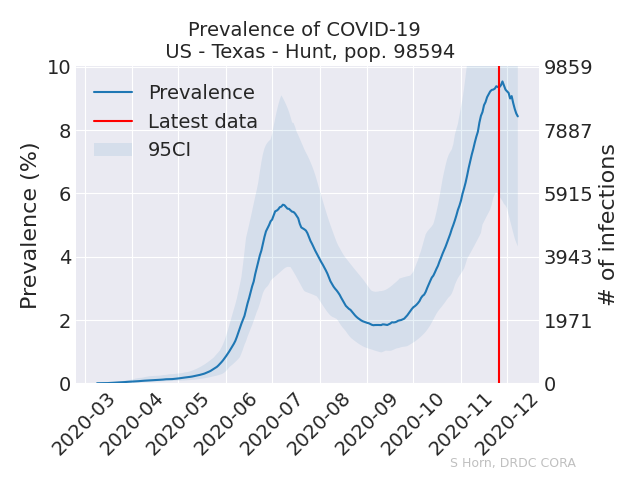 Prevalence of COVID-19
US - Texas - Hunt, pop. 98594
Prevalence
Latest data
95CI
Prevalence (%)
10
8
6
4
2
0
9859
7887
5915
3943
1971
0
# of infections
2020-03
2020-04
2020-05
2020-06
2020-07
2020-08
2020-09
2020-10
2020-11
2020-12
S Horn, DRDC CORA